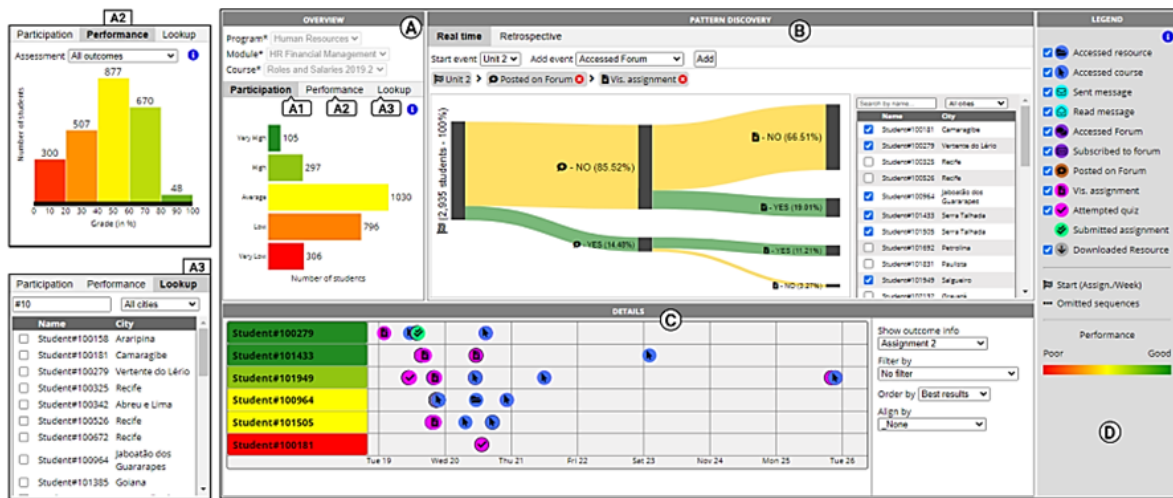 A2
Participation Performance Lookup
Assessment All outcomes
Number of students
877
670
507
300
48
0 10 20 30 40 50 60 70 80 90 100
Grade (in %)
A3
Participation Performance Lookup
#10 All cities
Name City
Student#100158 Araripina
Student#100181 Camaragibe
Student#100279 Vertente do Lério
Student#100325 Recife
Student#100342 Abreu e Lima
Student#100526 Recife
Student#100672 Recife
Student#100964 Jaboatão dos
Guararapes
Student#101385 Goiana
OVERVIEW
A
Program* Human Resources
Module* HR Financial Management
Course* Roles and Salaries 2019.2
Participation Performance Lookup
A1 A2 A3
Very High 105
High 297
Average 1030
Low 796
Very Low 306
Number of students
PATTERN DISCOVERY
B
Real time Retrospective
Start event Unit 2 Add event Accessed Forum Add
Unit 2 > Posted on Forum > Vis. assignment
(2,935 students - 100%)
- NO (85.52%)
- YES (14.48%)
- NO (66.51%)
- YES (19.01%)
- YES (11.21%)
- NO (3.27%)
Search by name... All cities
Name City
Student#100181 Camaragibe
Student#100279 Vertente do Lério
Student#100325 Recife
Student#100526 Recife
Student#100964 Jaboatão dos
Guararapes
Student#101433 Serra Talhada
Student#101505 Serra Talhada
Student#101692 Petrolina
Student#101831 Paulista
Student#101949 Salgueiro
DETAILS
C
Student#100279
Student#101433
Student#101949
Student#100964
Student#101505
Student#100181
Tue 19 Wed 20 Thu 21 Fri 22 Sat 23 Nov 24 Mon 25 Tue 26
Show outcome info
Assignment 2
Filter by
No filter
Order by Best results
Align by
_None
LEGEND
Accessed resource
Accessed course
Sent message
Read message
Accessed Forum
Subscribed to forum
Posted on Forum
Vis. assignment
Attempted quiz
Submitted assignment
Downloaded Resource
Start (Assign./Week)
Omitted sequences
Performance
Poor Good
D